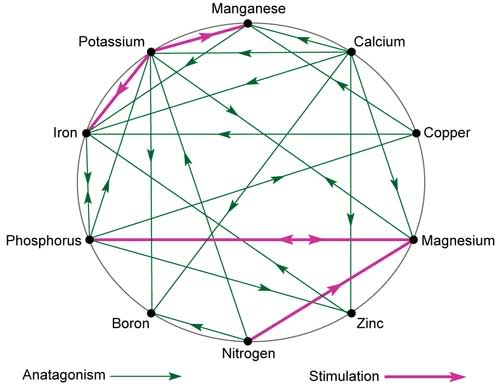 Manganese
Potassium
Calcium
Iron
Copper
Phosphorus
Magnesium
Boron
Zinc
Nitrogen
Anatagonism
Stimulation